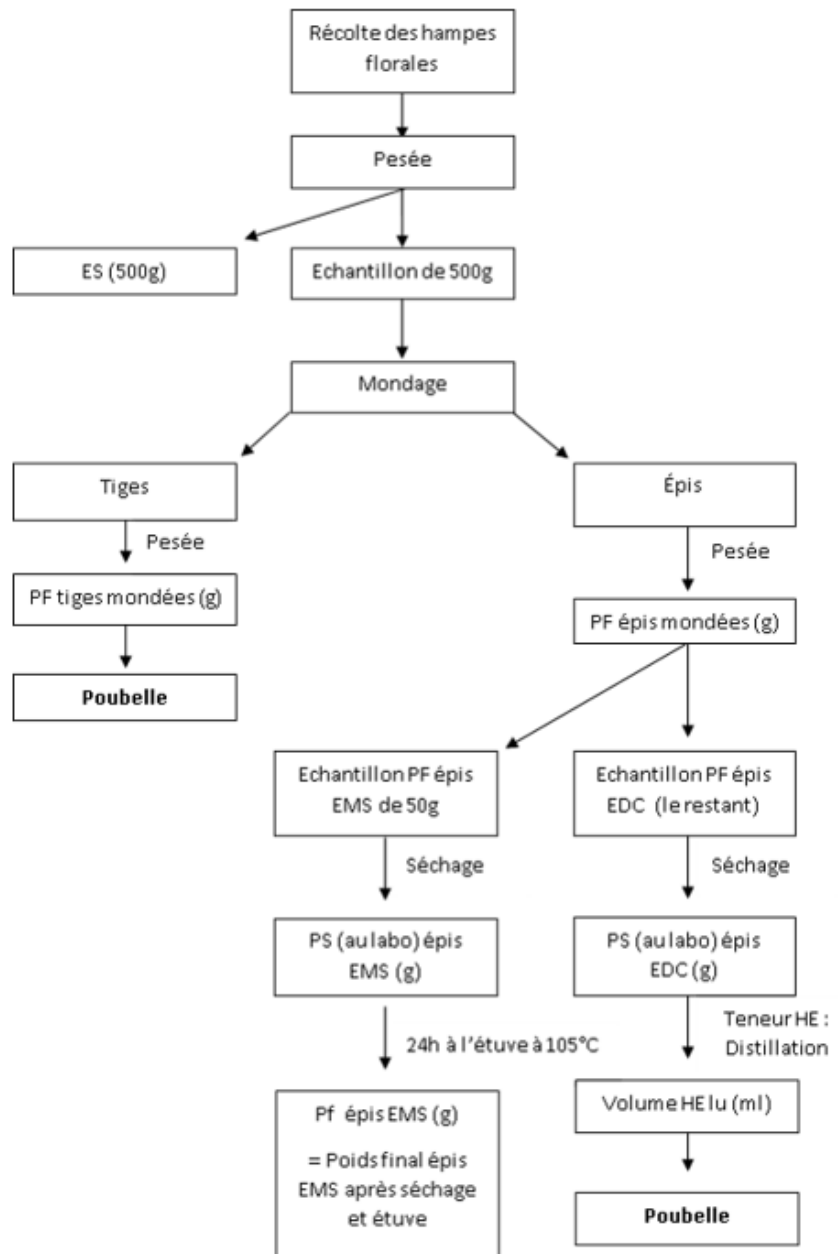 Récolte des hampes
florales
Pesée
ES (500g)
Echantillon de 500g
Mondage
Tiges
Épis
Pesée
Pesée
PF tiges mondées (g)
PF épis mondées (g)
Poubelle
Echantillon PF épis
EMS de 50g
Echantillon PF épis
EDC (le restant)
Séchage
Séchage
PS (au labo) épis
EMS (g)
PS (au labo) épis
EDC (g)
24h à l'étuve à 105°C
Teneur HE :
Distillation
Pf épis EMS (g)
= Poids final épis
EMS après séchage
et étuve
Volume HE lu (ml)
Poubelle